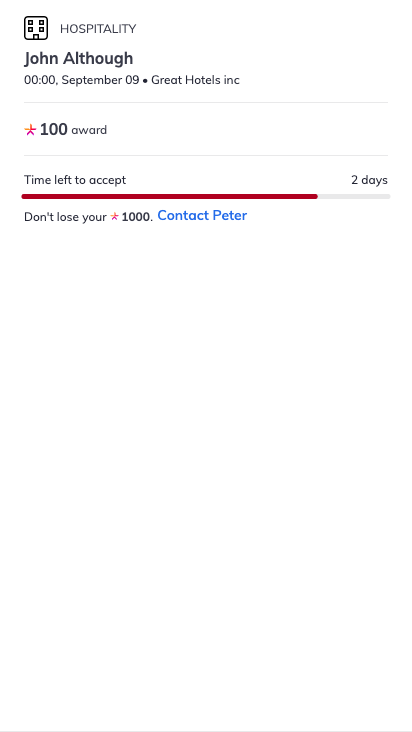 HOSPITALITY
John Although
00:00, September 09 • Great Hotels inc
100 award
Time left to accept 2 days
Don't lose your 1000. Contact Peter